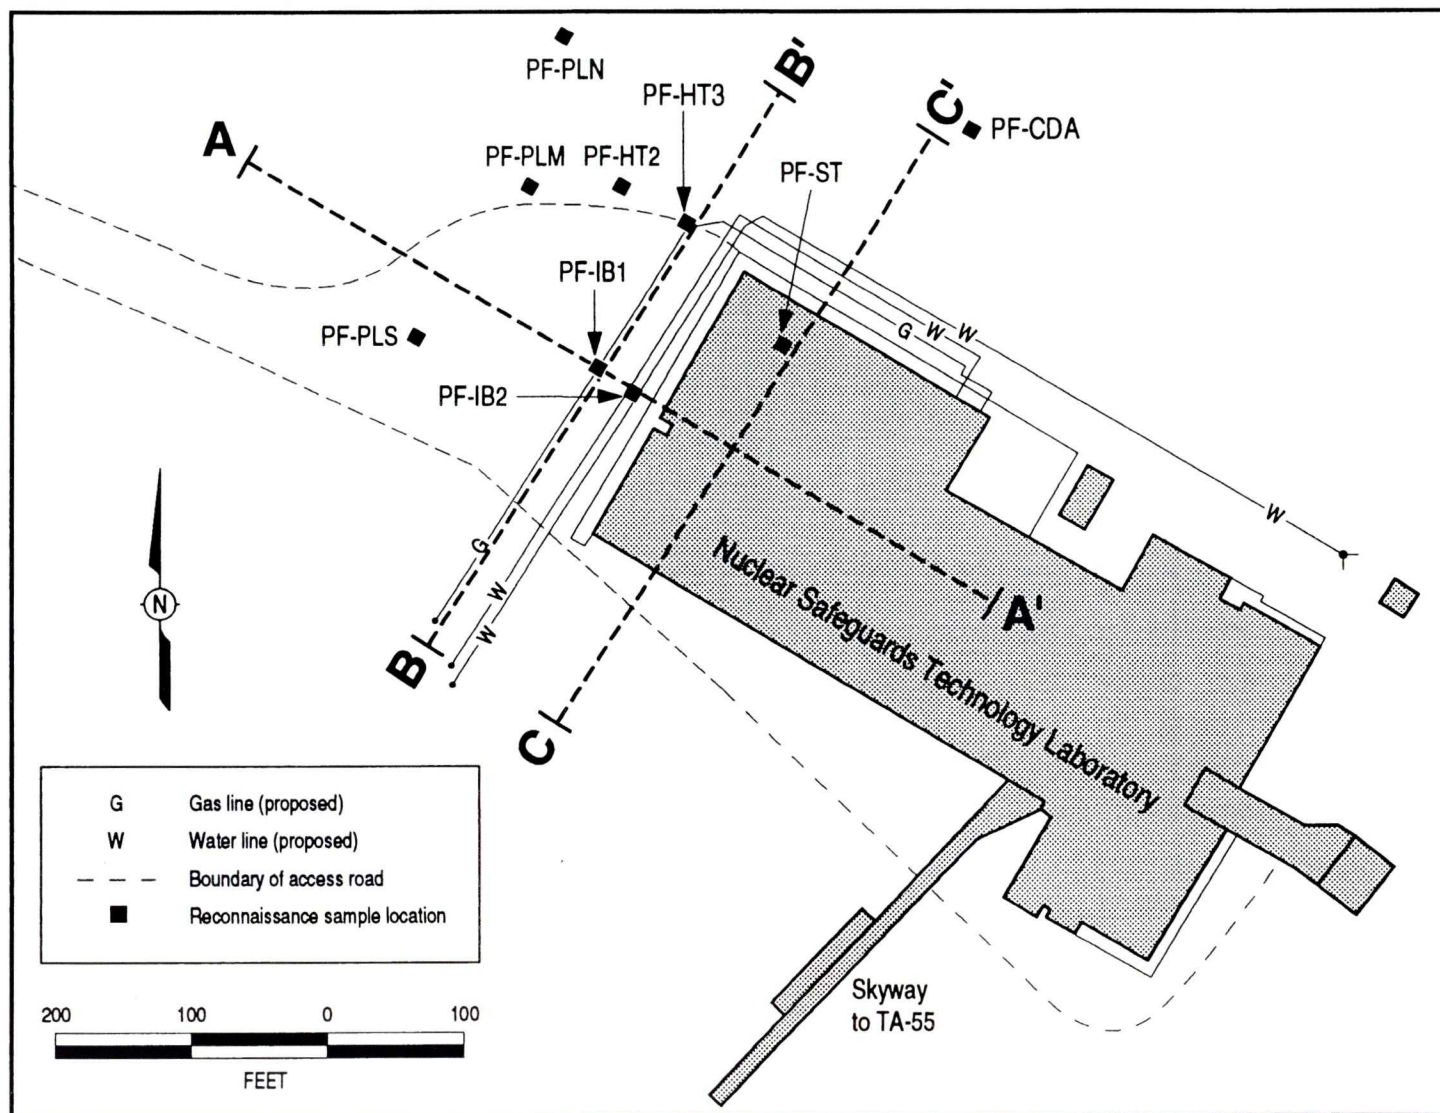 PF-PLN
B'
PF-HT3
C'
PF-CDA
A
PF-PLM
PF-HT2
PF-ST
PF-IB1
G
W
W
PF-PLS
PF-IB2
W
G
Nuclear Safeguards Technology Laboratory
W
A'
N
W
B
C
G Gas line (proposed)
W Water line (proposed)
Boundary of access road
Reconnaissance sample location
Skyway
to TA-55
200 100 0 100
FEET